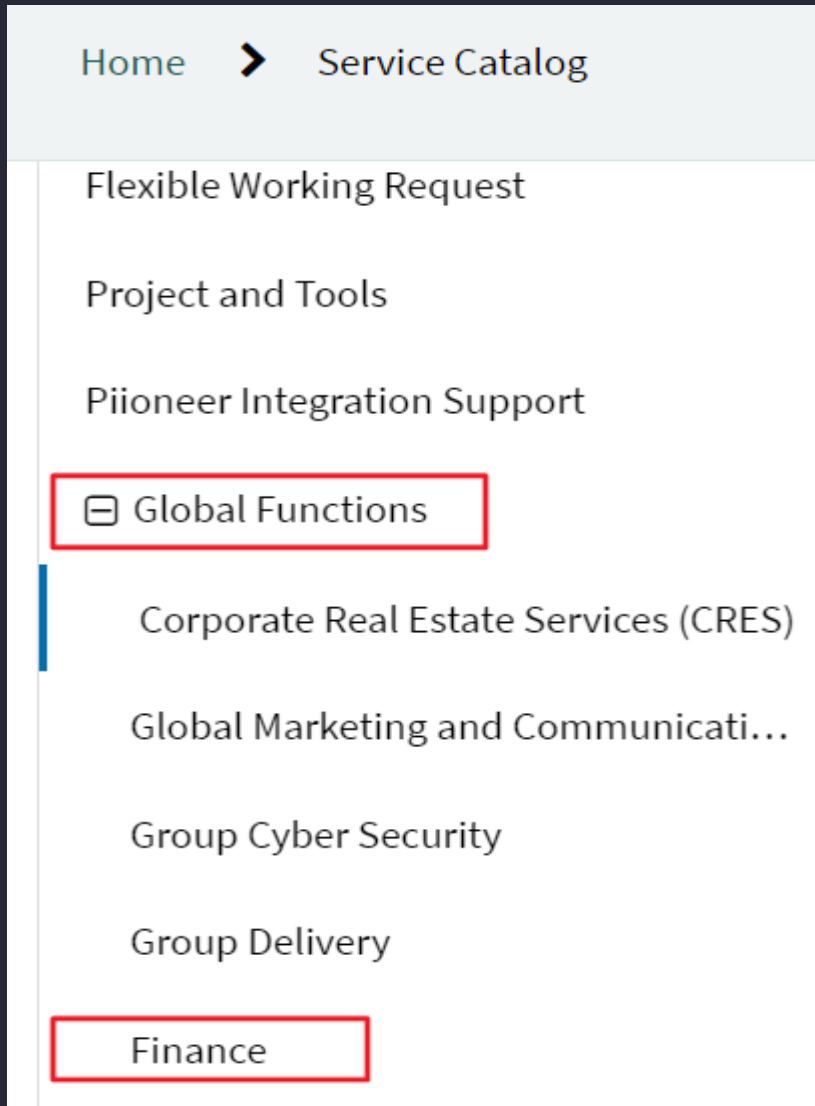 Home > Service Catalog
Flexible Working Request
Project and Tools
Piioneer Integration Support
Global Functions
Corporate Real Estate Services (CRES)
Global Marketing and Communicati...
Group Cyber Security
Group Delivery
Finance